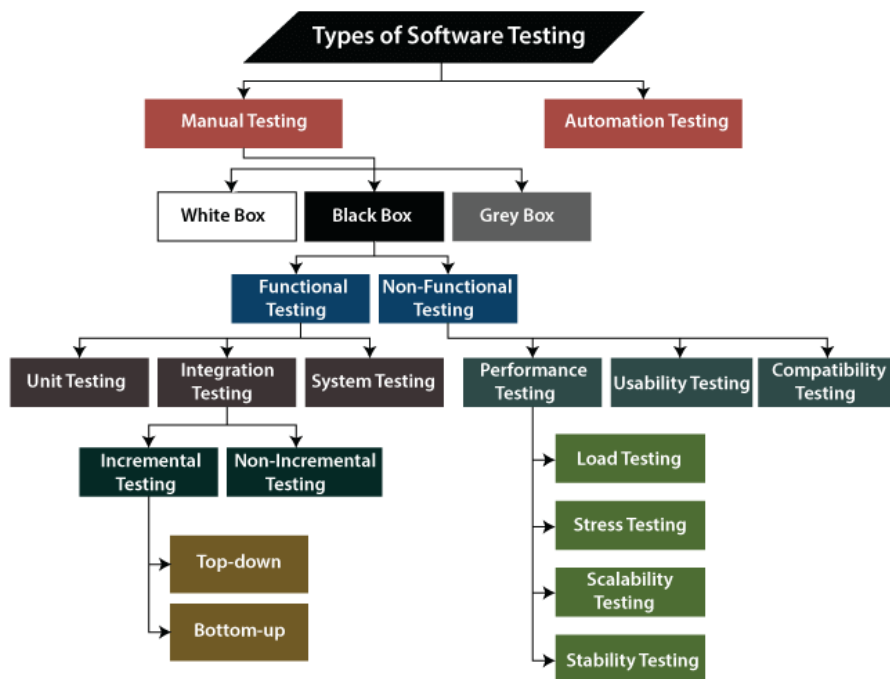 Types of Software Testing
Manual Testing
Automation Testing
White Box
Black Box
Grey Box
Functional
Testing
Non-Functional
Testing
Unit Testing
Integration
Testing
System Testing
Performance
Testing
Usability Testing
Compatibility
Testing
Incremental
Testing
Non-Incremental
Testing
Load Testing
Stress Testing
Scalability
Testing
Stability Testing
Top-down
Bottom-up